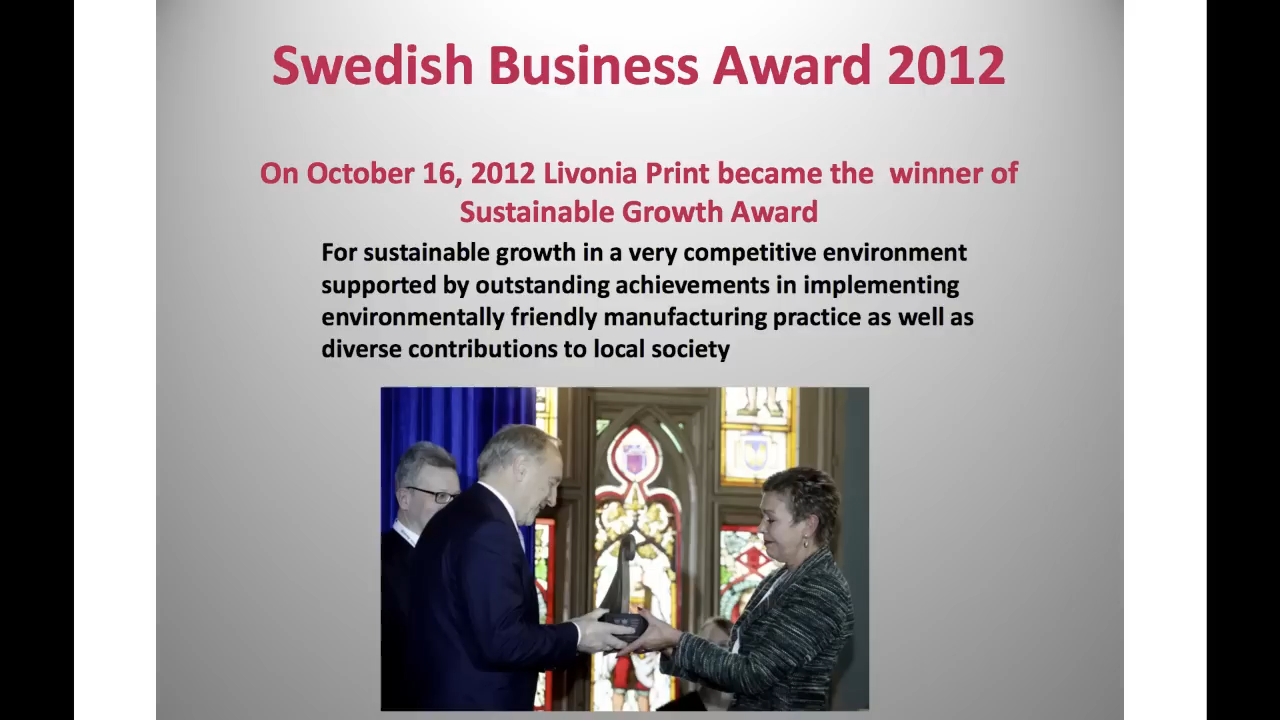 Swedish Business Award 2012
On October 16, 2012 Livonia Print became the  winner of
Sustainable Growth Award
For sustainable growth in a very competitive environment
supported by outstanding achievements in implementing
environmentally friendly manufacturing practice as well as
diverse contributions to local society